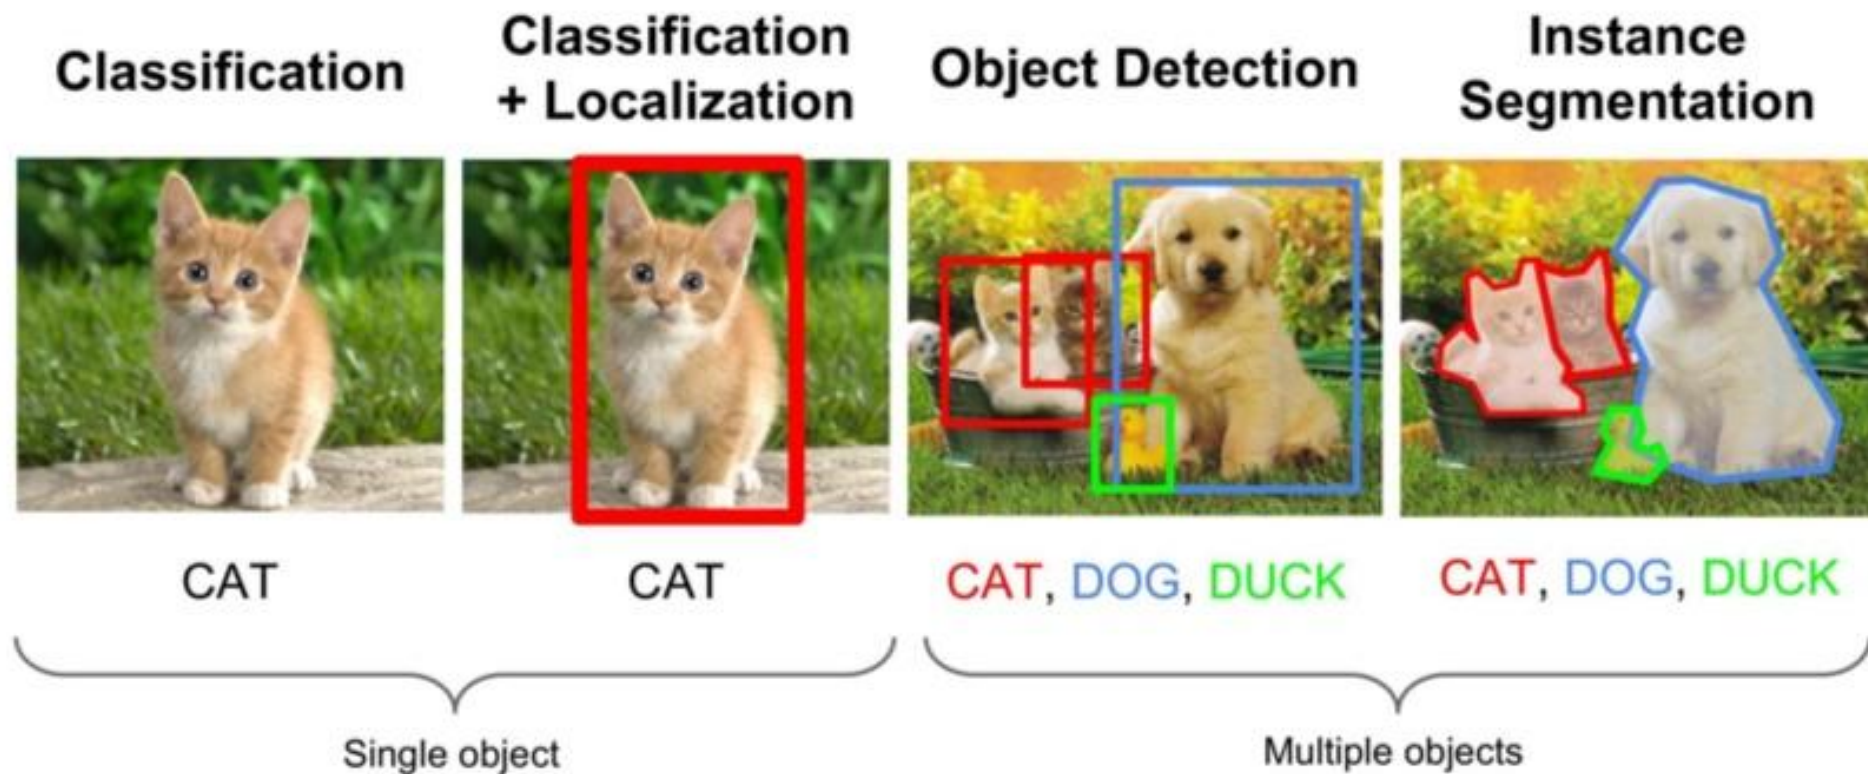 Classification
Classification
+ Localization
Object Detection
Instance
Segmentation
CAT
CAT
CAT, DOG, DUCK
CAT, DOG, DUCK
Single object
Multiple objects